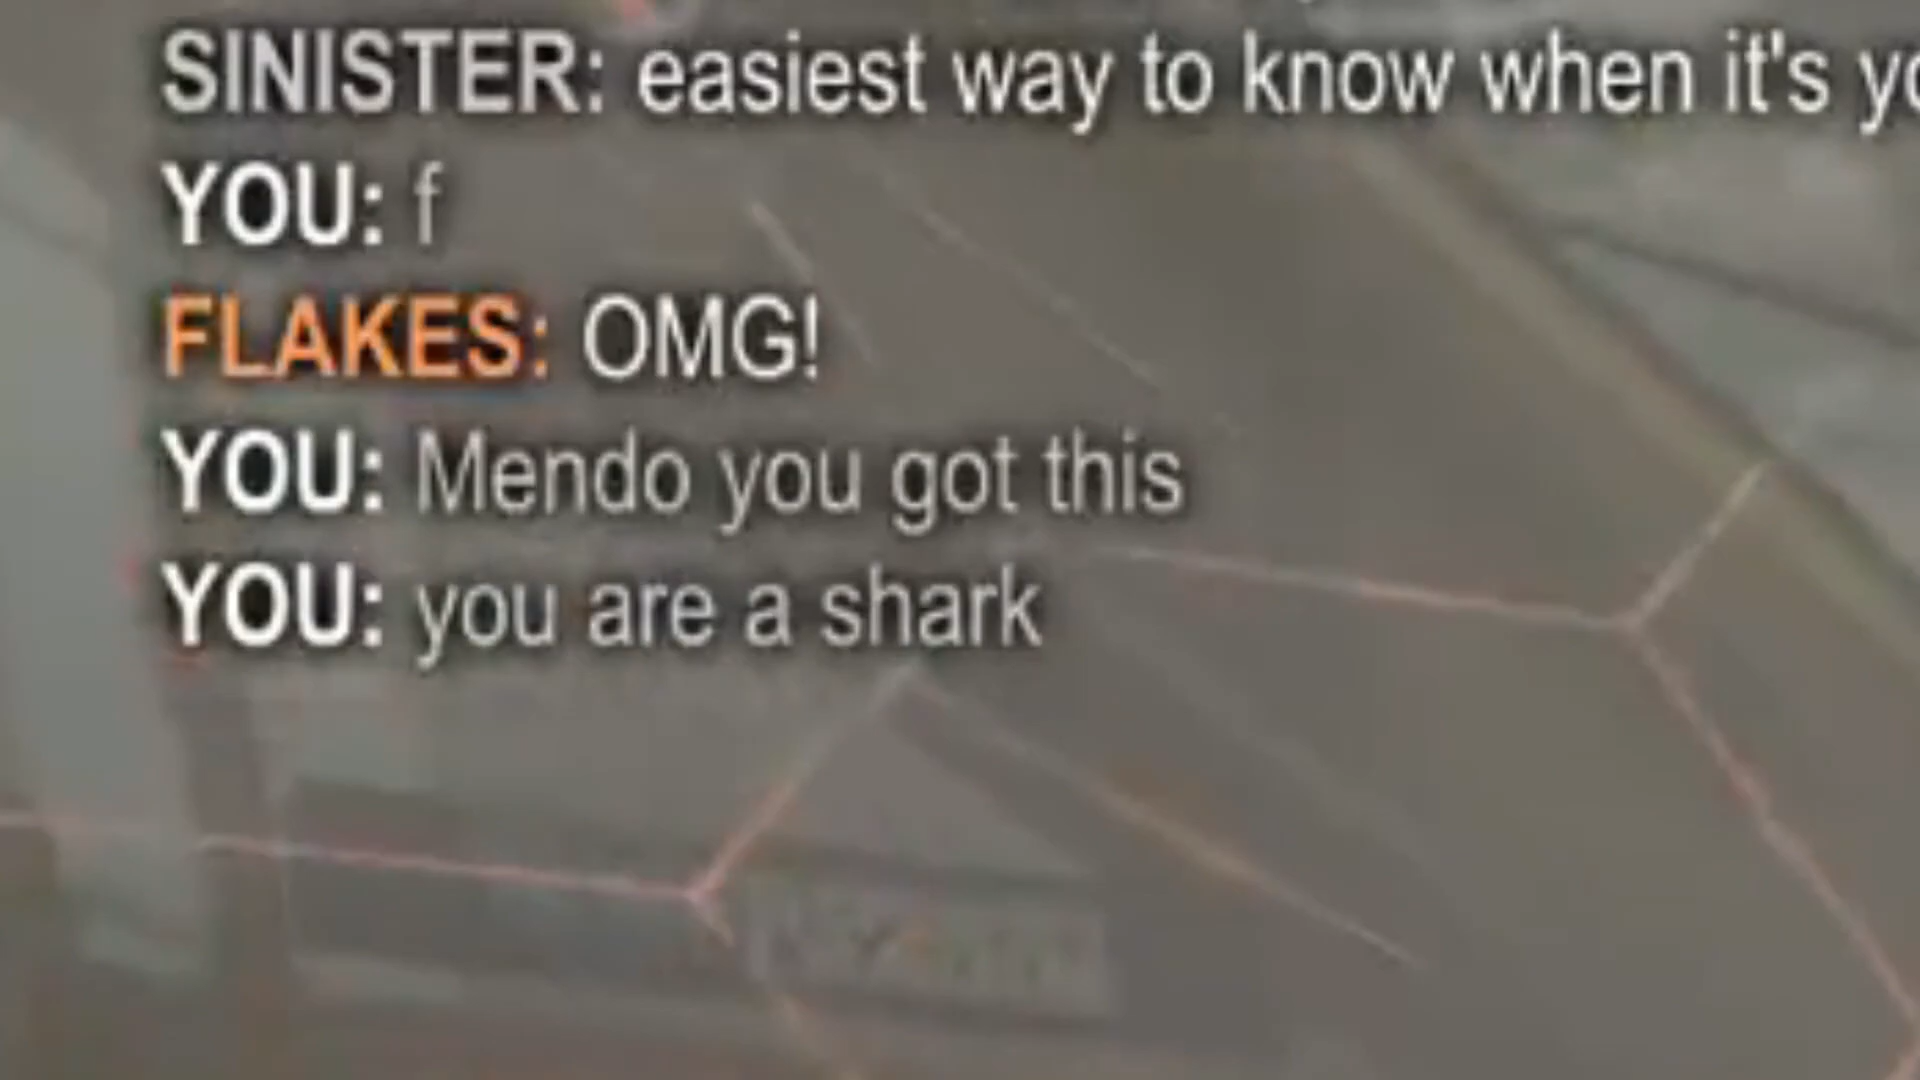 SINISTER: easiest way to know when it's
YOU: f
FLAKES: OMG!
YOU: Mendo you got this
YOU: you are a shark